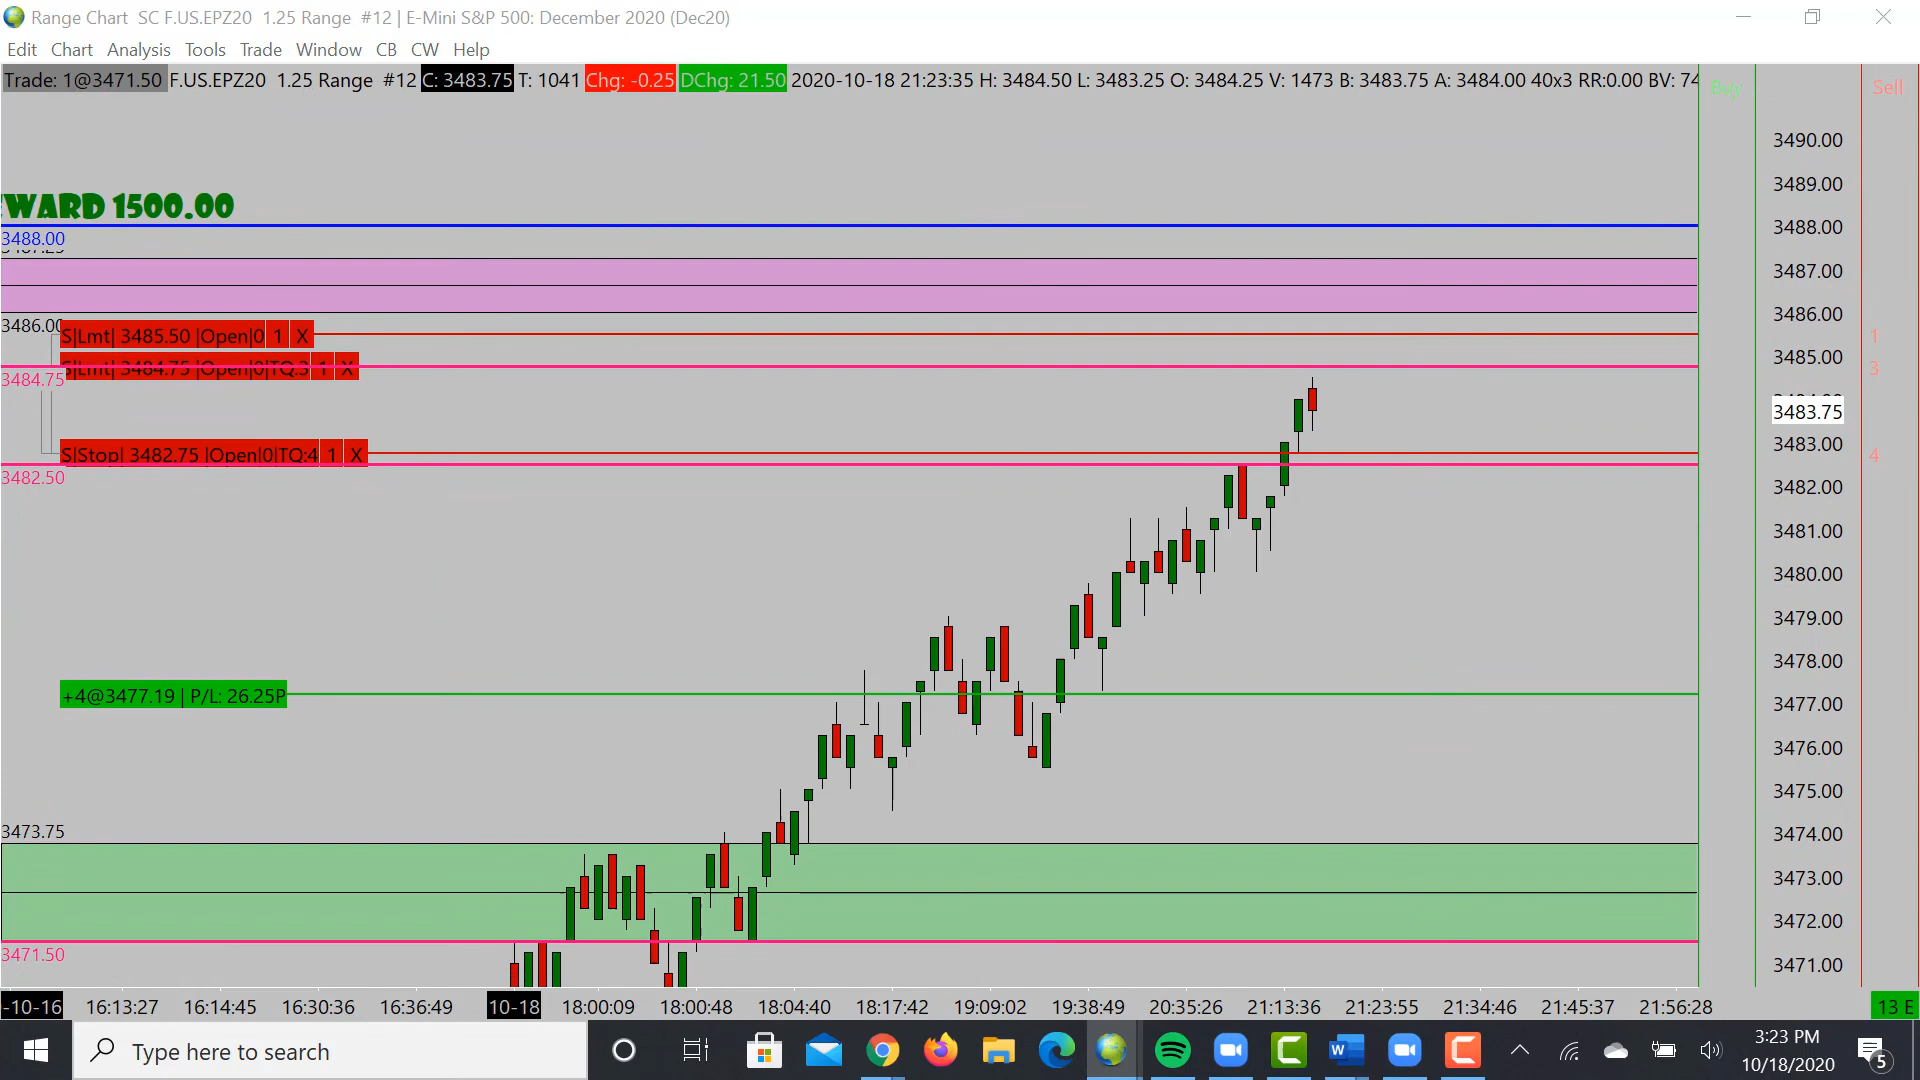 Range Chart SC F.US.EPZ20 1.25 Range #12 | E-Mini S&P 500: December 2020 (Dec20)
Edit Chart Analysis Tools Trade Window CB CW Help
Trade: 1@3471.50 F.US.EPZ20 1.25 Range #12 C: 3483.75 T: 1041 Chg: -0.25 DChg: 21.50 2020-10-18 21:23:35 H: 3484.50 L: 3483.25 O: 3484.25 V: 1473 B: 3483.75 A: 3484.00 40x3 RR:0.00 BV: 74
Buy
Sell
3490.00
3489.00
WARD 1500.00
3488.00
3488.00
3487.00
3486.00
3486.00
S|Lmt| 3485.50 |Open|0 1 X
1
3485.00
S|Lmt| 3484.75 |Open|0|TQ:3 1 X
3
3484.75
3483.75
3483.00
S|Stop| 3482.75 |Open|0|TQ:4 1 X
4
3482.50
3482.00
3481.00
3480.00
3479.00
3478.00
+4@3477.19 | P/L: 26.25P
3477.00
3476.00
3475.00
3473.75
3474.00
3473.00
3472.00
3471.50
3471.00
-10-16 16:13:27 16:14:45 16:30:36 16:36:49 10-18 18:00:09 18:00:48 18:04:40 18:17:42 19:09:02 19:38:49 20:35:26 21:13:36 21:23:55 21:34:46 21:45:37 21:56:28 13 E
Type here to search
3:23 PM
10/18/2020
5